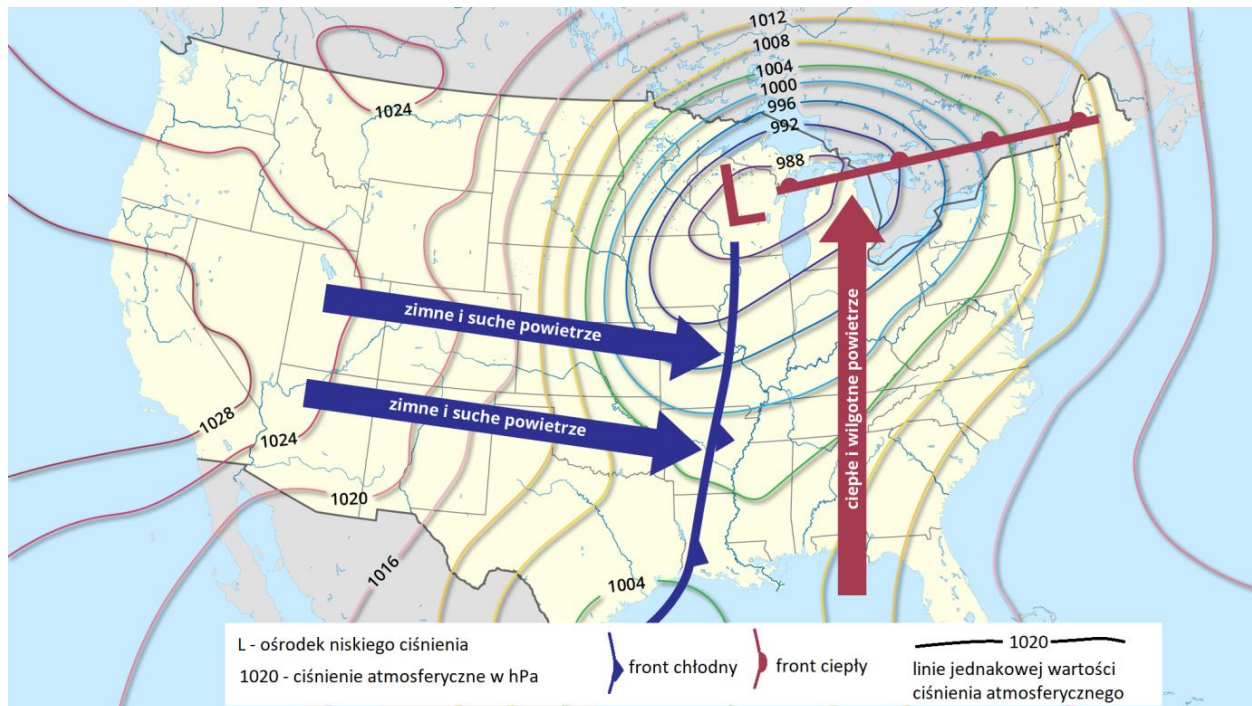 1012
1008
1004
1000
996
992
988
1024
zimne i suche powietrze
zimne i suche powietrze
ciepłe i wilgotne powietrze
1028
1024
1020
1016
1004
L - ośrodek niskiego ciśnienia
1020 - ciśnienie atmosferyczne w hPa
front chłodny
front ciepły
1020
linie jednakowej wartości
ciśnienia atmosferycznego
L